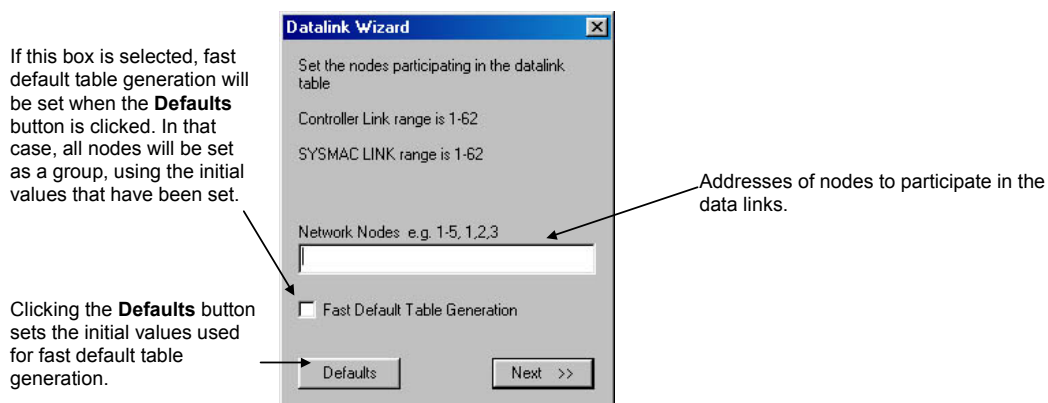 If this box is selected, fast
default table generation will
be set when the Defaults
button is clicked. In that
case, all nodes will be set
as a group, using the initial
values that have been set.
Clicking the Defaults button
sets the initial values used
for fast default table
generation.
Datalink Wizard
Set the nodes participating in the datalink
table
Controller Link range is 1-62
SYSMAC LINK range is 1-62
Network Nodes e.g. 1-5, 1,2,3
Fast Default Table Generation
Defaults
Next >>
Addresses of nodes to participate in the
data links.